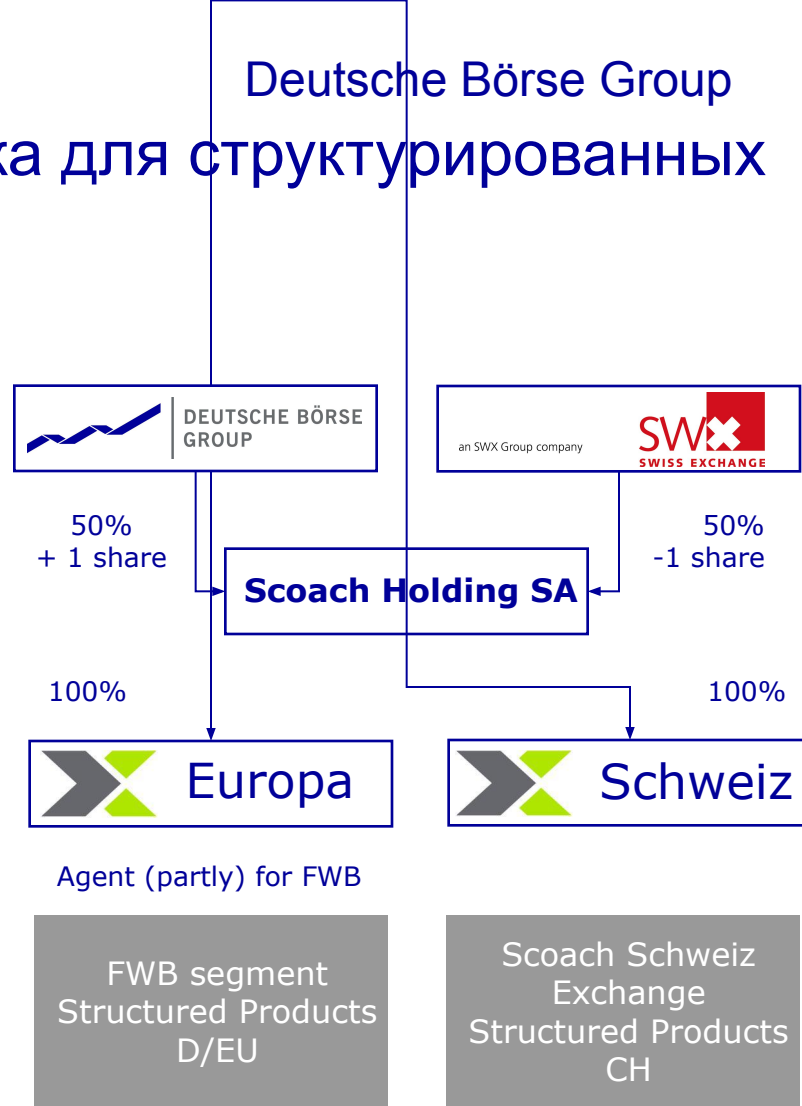 Deutsche Börse Group
для структурированных
DEUTSCHE BÖRSE
GROUP
an SWX Group company
SWX
SWISS EXCHANGE
50%
+ 1 share
50%
-1 share
Scoach Holding SA
100%
100%
Europa
Schweiz
Agent (partly) for FWB
FWB segment
Structured Products
D/EU
Scoach Schweiz
Exchange
Structured Products
CH